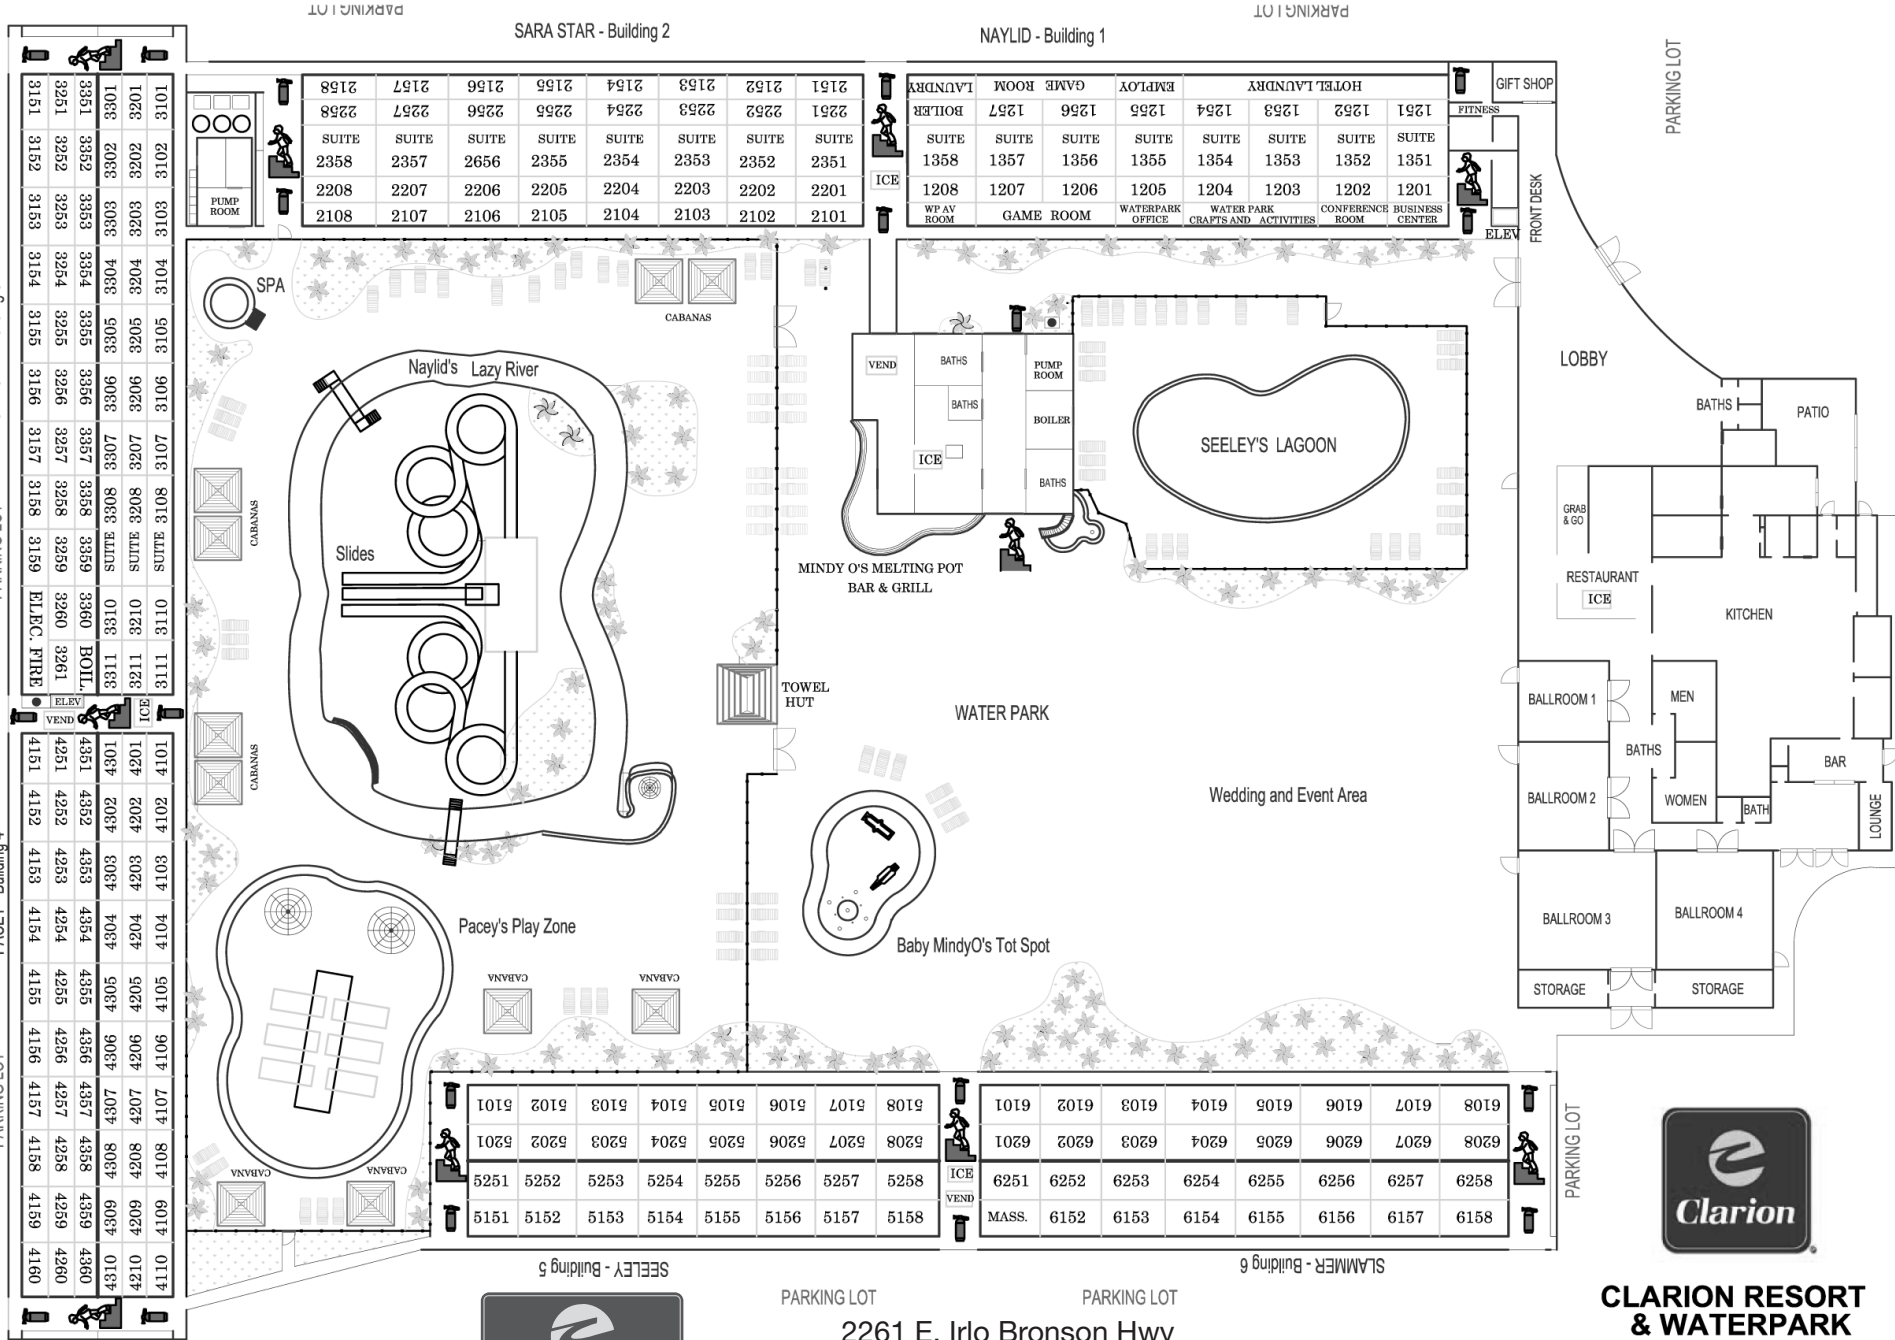 PARKING LOT
PARKING LOT
SARA STAR - Building 2
NAYLID - Building 1
PARKING LOT
3151 3251 3351 3301 3201 3101
3152 3252 3352 3302 3202 3102
3153 3253 3353 3303 3203 3103
3154 3254 3354 3304 3204 3104
3155 3255 3355 3305 3205 3105
3156 3256 3356 3306 3206 3106
3157 3257 3357 3307 3207 3107
3158 3258 3358 3308 3208 3108
3159 3259 3359 SUITE SUITE SUITE
ELEC. 3260 3360 3310 3210 3110
FIRE 3261 BOIL. 3311 3211 3111
ELEV
VEND
ICE
4151 4251 4351 4301 4201 4101
4152 4252 4352 4302 4202 4102
4153 4253 4353 4303 4203 4103
4154 4254 4354 4304 4204 4104
4155 4255 4355 4305 4205 4105
4156 4256 4356 4306 4206 4106
4157 4257 4357 4307 4207 4107
4158 4258 4358 4308 4208 4108
4159 4259 4359 4309 4209 4109
4160 4260 4360 4310 4210 4110
2158 2157 2156 2155 2154 2153 2152 2151
2258 2257 2256 2255 2254 2253 2252 2251
SUITE SUITE SUITE SUITE SUITE SUITE SUITE SUITE
2358 2357 2656 2355 2354 2353 2352 2351
2208 2207 2206 2205 2204 2203 2202 2201
2108 2107 2106 2105 2104 2103 2102 2101
PUMP
ROOM
ICE
LAUNDRY GAME ROOM EMPLOY HOTEL LAUNDRY
BOILER 1257 1256 1255 1254 1253 1252 1251
SUITE SUITE SUITE SUITE SUITE SUITE SUITE SUITE
1358 1357 1356 1355 1354 1353 1352 1351
1208 1207 1206 1205 1204 1203 1202 1201
WP AV
ROOM
GAME ROOM
WATERPARK
OFFICE
WATER PARK
CRAFTS AND ACTIVITIES
CONFERENCE
ROOM
BUSINESS
CENTER
GIFT SHOP
FITNESS
ELEV
FRONT DESK
SPA
CABANAS
Naylid's Lazy River
CABANAS
Slides
CABANAS
VEND
BATHS
BATHS
ICE
PUMP
ROOM
BOILER
BATHS
MINDY O'S MELTING POT
BAR & GRILL
SEELEY'S LAGOON
LOBBY
BATHS
PATIO
GRAB
& GO
RESTAURANT
ICE
KITCHEN
TOWEL
HUT
WATER PARK
BALLROOM 1
MEN
BATHS
BAR
BALLROOM 2
WOMEN
BATH
LOUNGE
Wedding and Event Area
BALLROOM 3
BALLROOM 4
STORAGE
STORAGE
Pacey's Play Zone
Baby MindyO's Tot Spot
CABANA
CABANA
CABANA
CABANA
5101 5102 5103 5104 5105 5106 5107 5108
5201 5202 5203 5204 5205 5206 5207 5208
5251 5252 5253 5254 5255 5256 5257 5258
5151 5152 5153 5154 5155 5156 5157 5158
ICE
VEND
6101 6102 6103 6104 6105 6106 6107 6108
6201 6202 6203 6204 6205 6206 6207 6208
6251 6252 6253 6254 6255 6256 6257 6258
MASS. 6152 6153 6154 6155 6156 6157 6158
PARKING LOT
SEELEY - Building 5
SLAMMER - Building 6
PARKING LOT
PARKING LOT
2261 E. Irlo Bronson Hwy
Clarion
CLARION RESORT
& WATERPARK